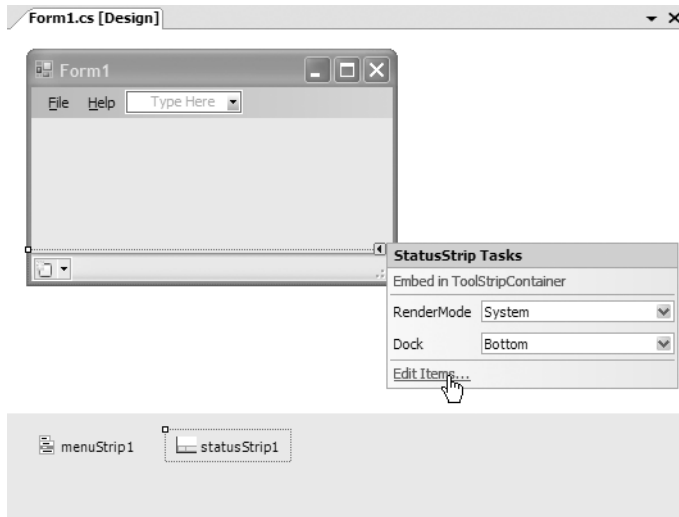 Form1.cs [Design]
Form1
File Help Type Here
StatusStrip Tasks
Embed in ToolStripContainer
RenderMode System
Dock Bottom
Edit Items...
menuStrip1 statusStrip1